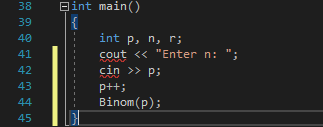 38 int main()
39 {
40 int p, n, r;
41 cout << "Enter n: ";
42 cin >> p;
43 p++;
44 Binom(p);
45 }